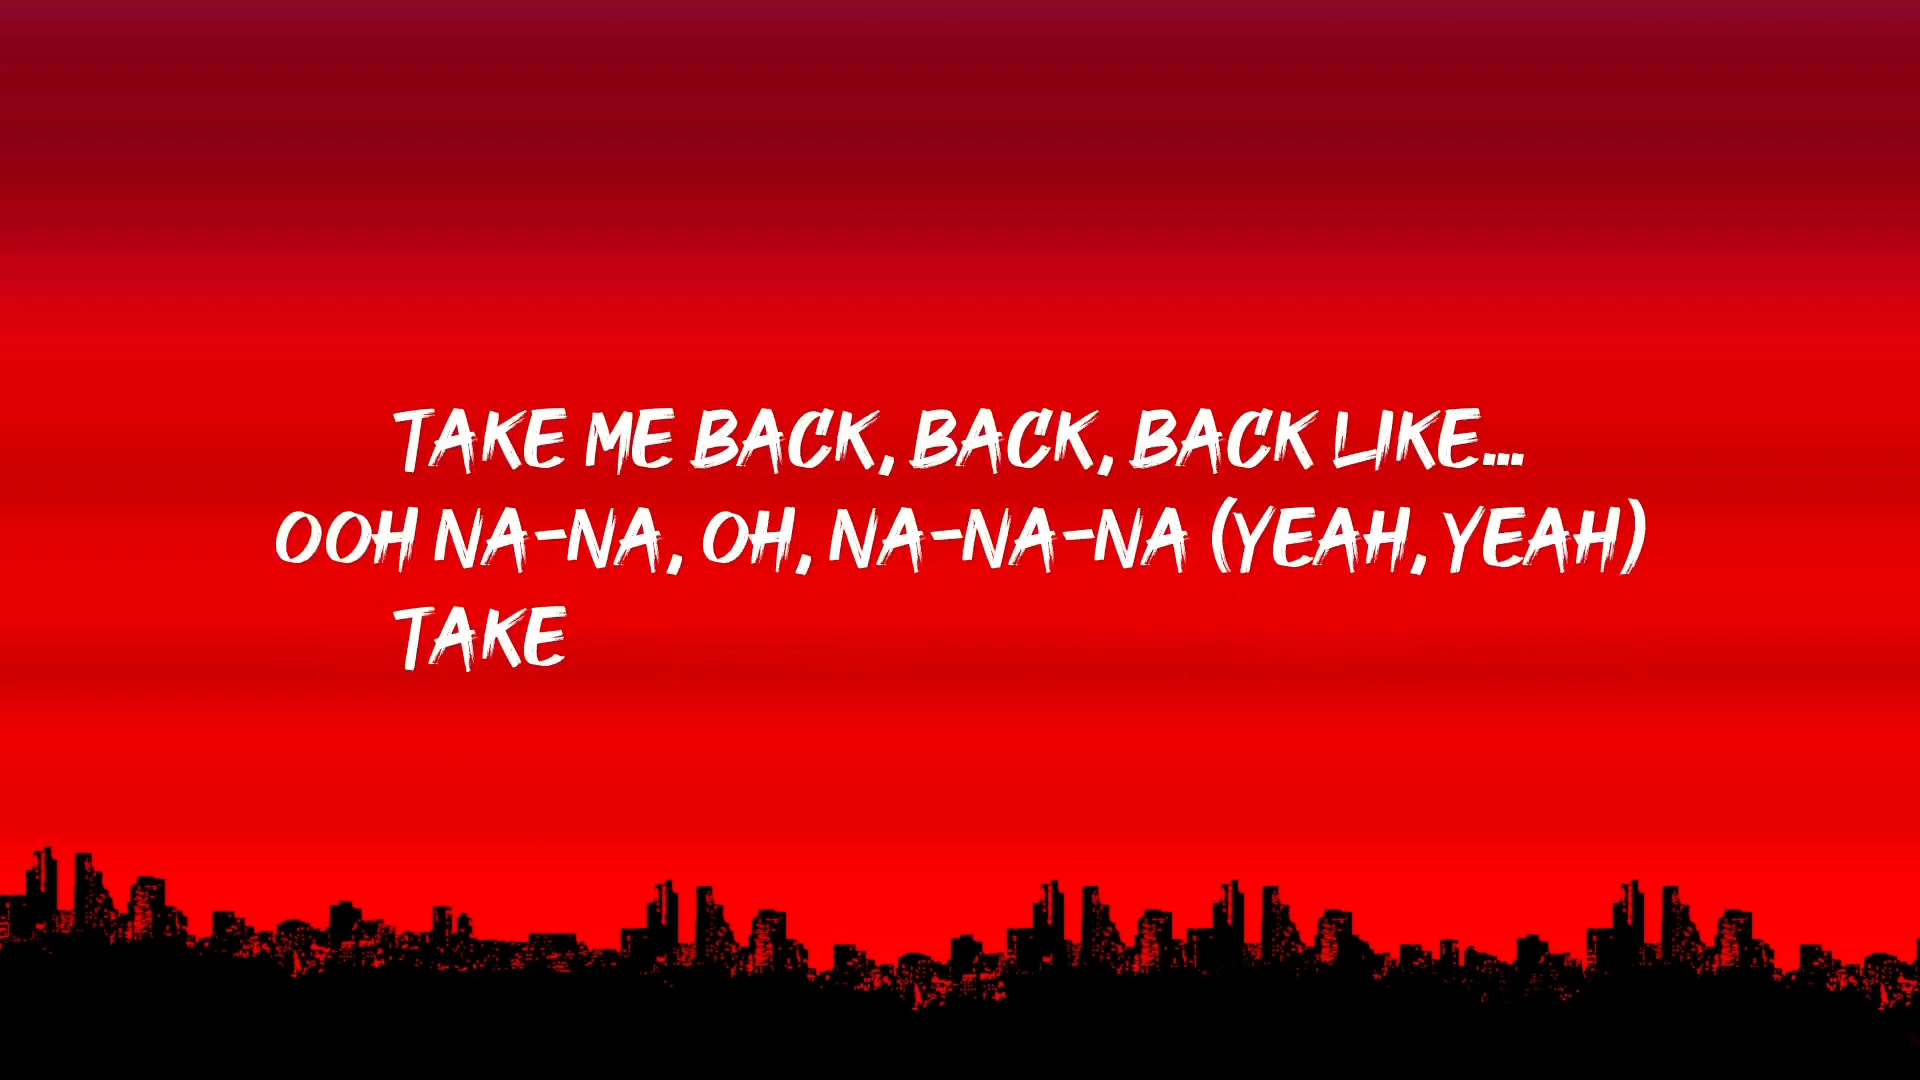 TAKE ME BACK, BACK, BACK LIKE...
OOH NA-NA, OH, NA-NA-NA (YEAH, YEAH)
TAKE